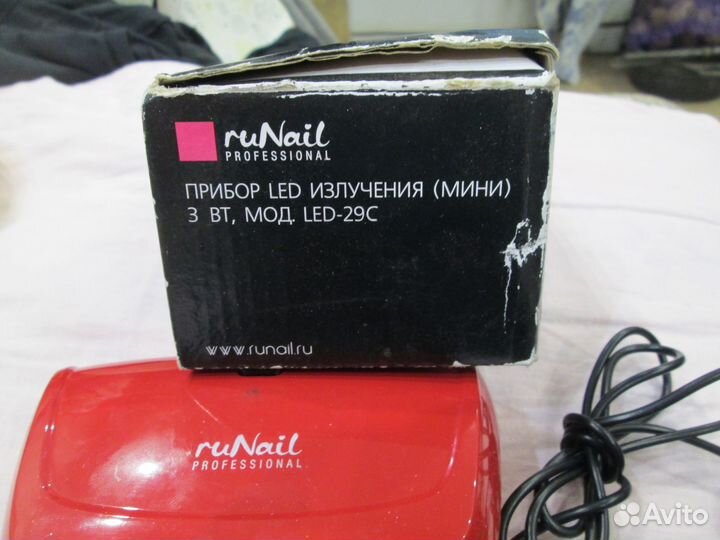 ruNail
PROFESSIONAL
ПРИБОР LED ИЗЛУЧЕНИЯ (МИНИ)
3 ВТ, МОД. LED-29C
www.runail.ru
ruNail
PROFESSIONAL
Avito